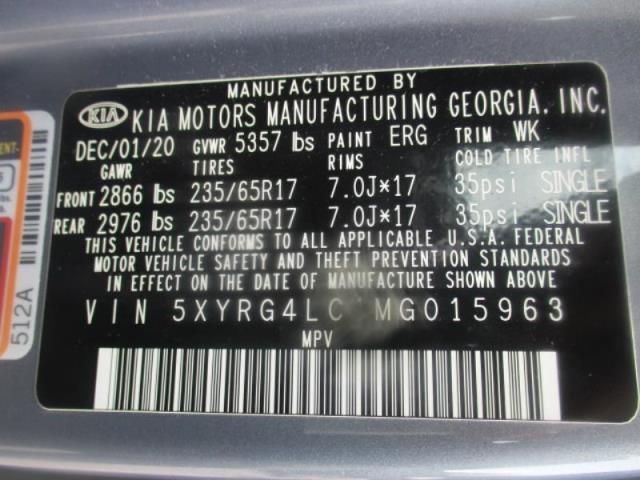 MANUFACTURED BY
KIA KIA MOTORS MANUFACTURING GEORGIA, INC.
DEC/01/20 GVWR 5357 lbs PAINT ERG TRIM WK
GAWR TIRES RIMS COLD TIRE INFL
FRONT 2866 lbs 235/65R17 7.0J*17 35psi SINGLE
REAR 2976 lbs 235/65R17 7.0J*17 35psi SINGLE
THIS VEHICLE CONFORMS TO ALL APPLICABLE U.S.A. FEDERAL
MOTOR VEHICLE SAFETY AND THEFT PREVENTION STANDARDS
IN EFFECT ON THE DATE OF MANUFACTURE SHOWN ABOVE
VIN 5XYRG4LC MG015963
MPV
512A